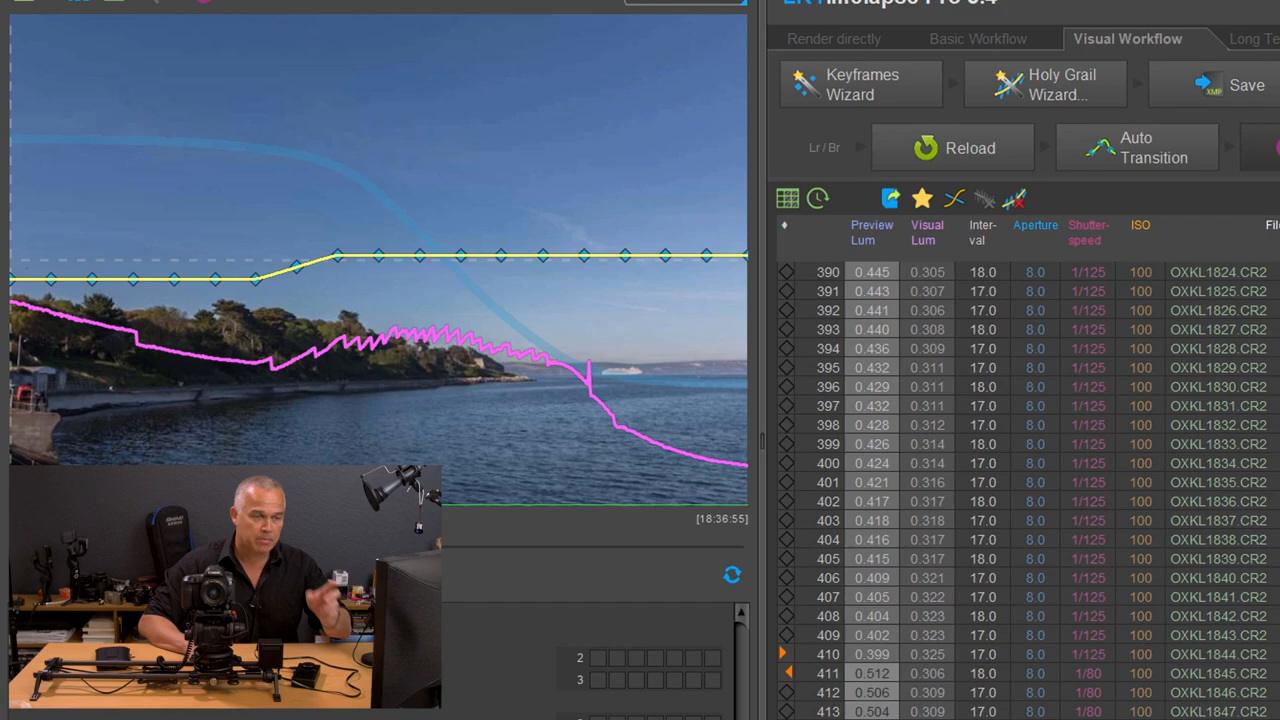 Render directly
Basic Workflow
Visual Workflow
Long Te
Keyframes
Wizard
Holy Grail
Wizard...
Save
Lr / Br
Reload
Auto
Transition
Preview
Lum
Visual
Lum
Inter-
val
Aperture
Shutter-
speed
ISO
390 0.445 0.305 18.0 8.0 1/125 100 OXKL1824.CR2
391 0.443 0.307 17.0 8.0 1/125 100 OXKL1825.CR2
392 0.441 0.306 17.0 8.0 1/125 100 OXKL1826.CR2
393 0.440 0.308 18.0 8.0 1/125 100 OXKL1827.CR2
394 0.436 0.309 17.0 8.0 1/125 100 OXKL1828.CR2
395 0.432 0.311 17.0 8.0 1/125 100 OXKL1829.CR2
396 0.429 0.311 18.0 8.0 1/125 100 OXKL1830.CR2
397 0.432 0.311 17.0 8.0 1/125 100 OXKL1831.CR2
398 0.428 0.312 17.0 8.0 1/125 100 OXKL1832.CR2
399 0.426 0.314 18.0 8.0 1/125 100 OXKL1833.CR2
400 0.424 0.314 17.0 8.0 1/125 100 OXKL1834.CR2
401 0.421 0.316 17.0 8.0 1/125 100 OXKL1835.CR2
402 0.417 0.317 18.0 8.0 1/125 100 OXKL1836.CR2
403 0.418 0.318 17.0 8.0 1/125 100 OXKL1837.CR2
404 0.416 0.317 17.0 8.0 1/125 100 OXKL1838.CR2
405 0.415 0.317 18.0 8.0 1/125 100 OXKL1839.CR2
406 0.409 0.321 17.0 8.0 1/125 100 OXKL1840.CR2
407 0.405 0.322 17.0 8.0 1/125 100 OXKL1841.CR2
408 0.404 0.323 18.0 8.0 1/125 100 OXKL1842.CR2
409 0.402 0.323 17.0 8.0 1/125 100 OXKL1843.CR2
410 0.399 0.325 17.0 8.0 1/125 100 OXKL1844.CR2
411 0.512 0.306 18.0 8.0 1/80 100 OXKL1845.CR2
412 0.506 0.309 17.0 8.0 1/80 100 OXKL1846.CR2
413 0.504 0.309 17.0 8.0 1/80 100 OXKL1847.CR2
[18:36:55]
2
3
XMP
Canon